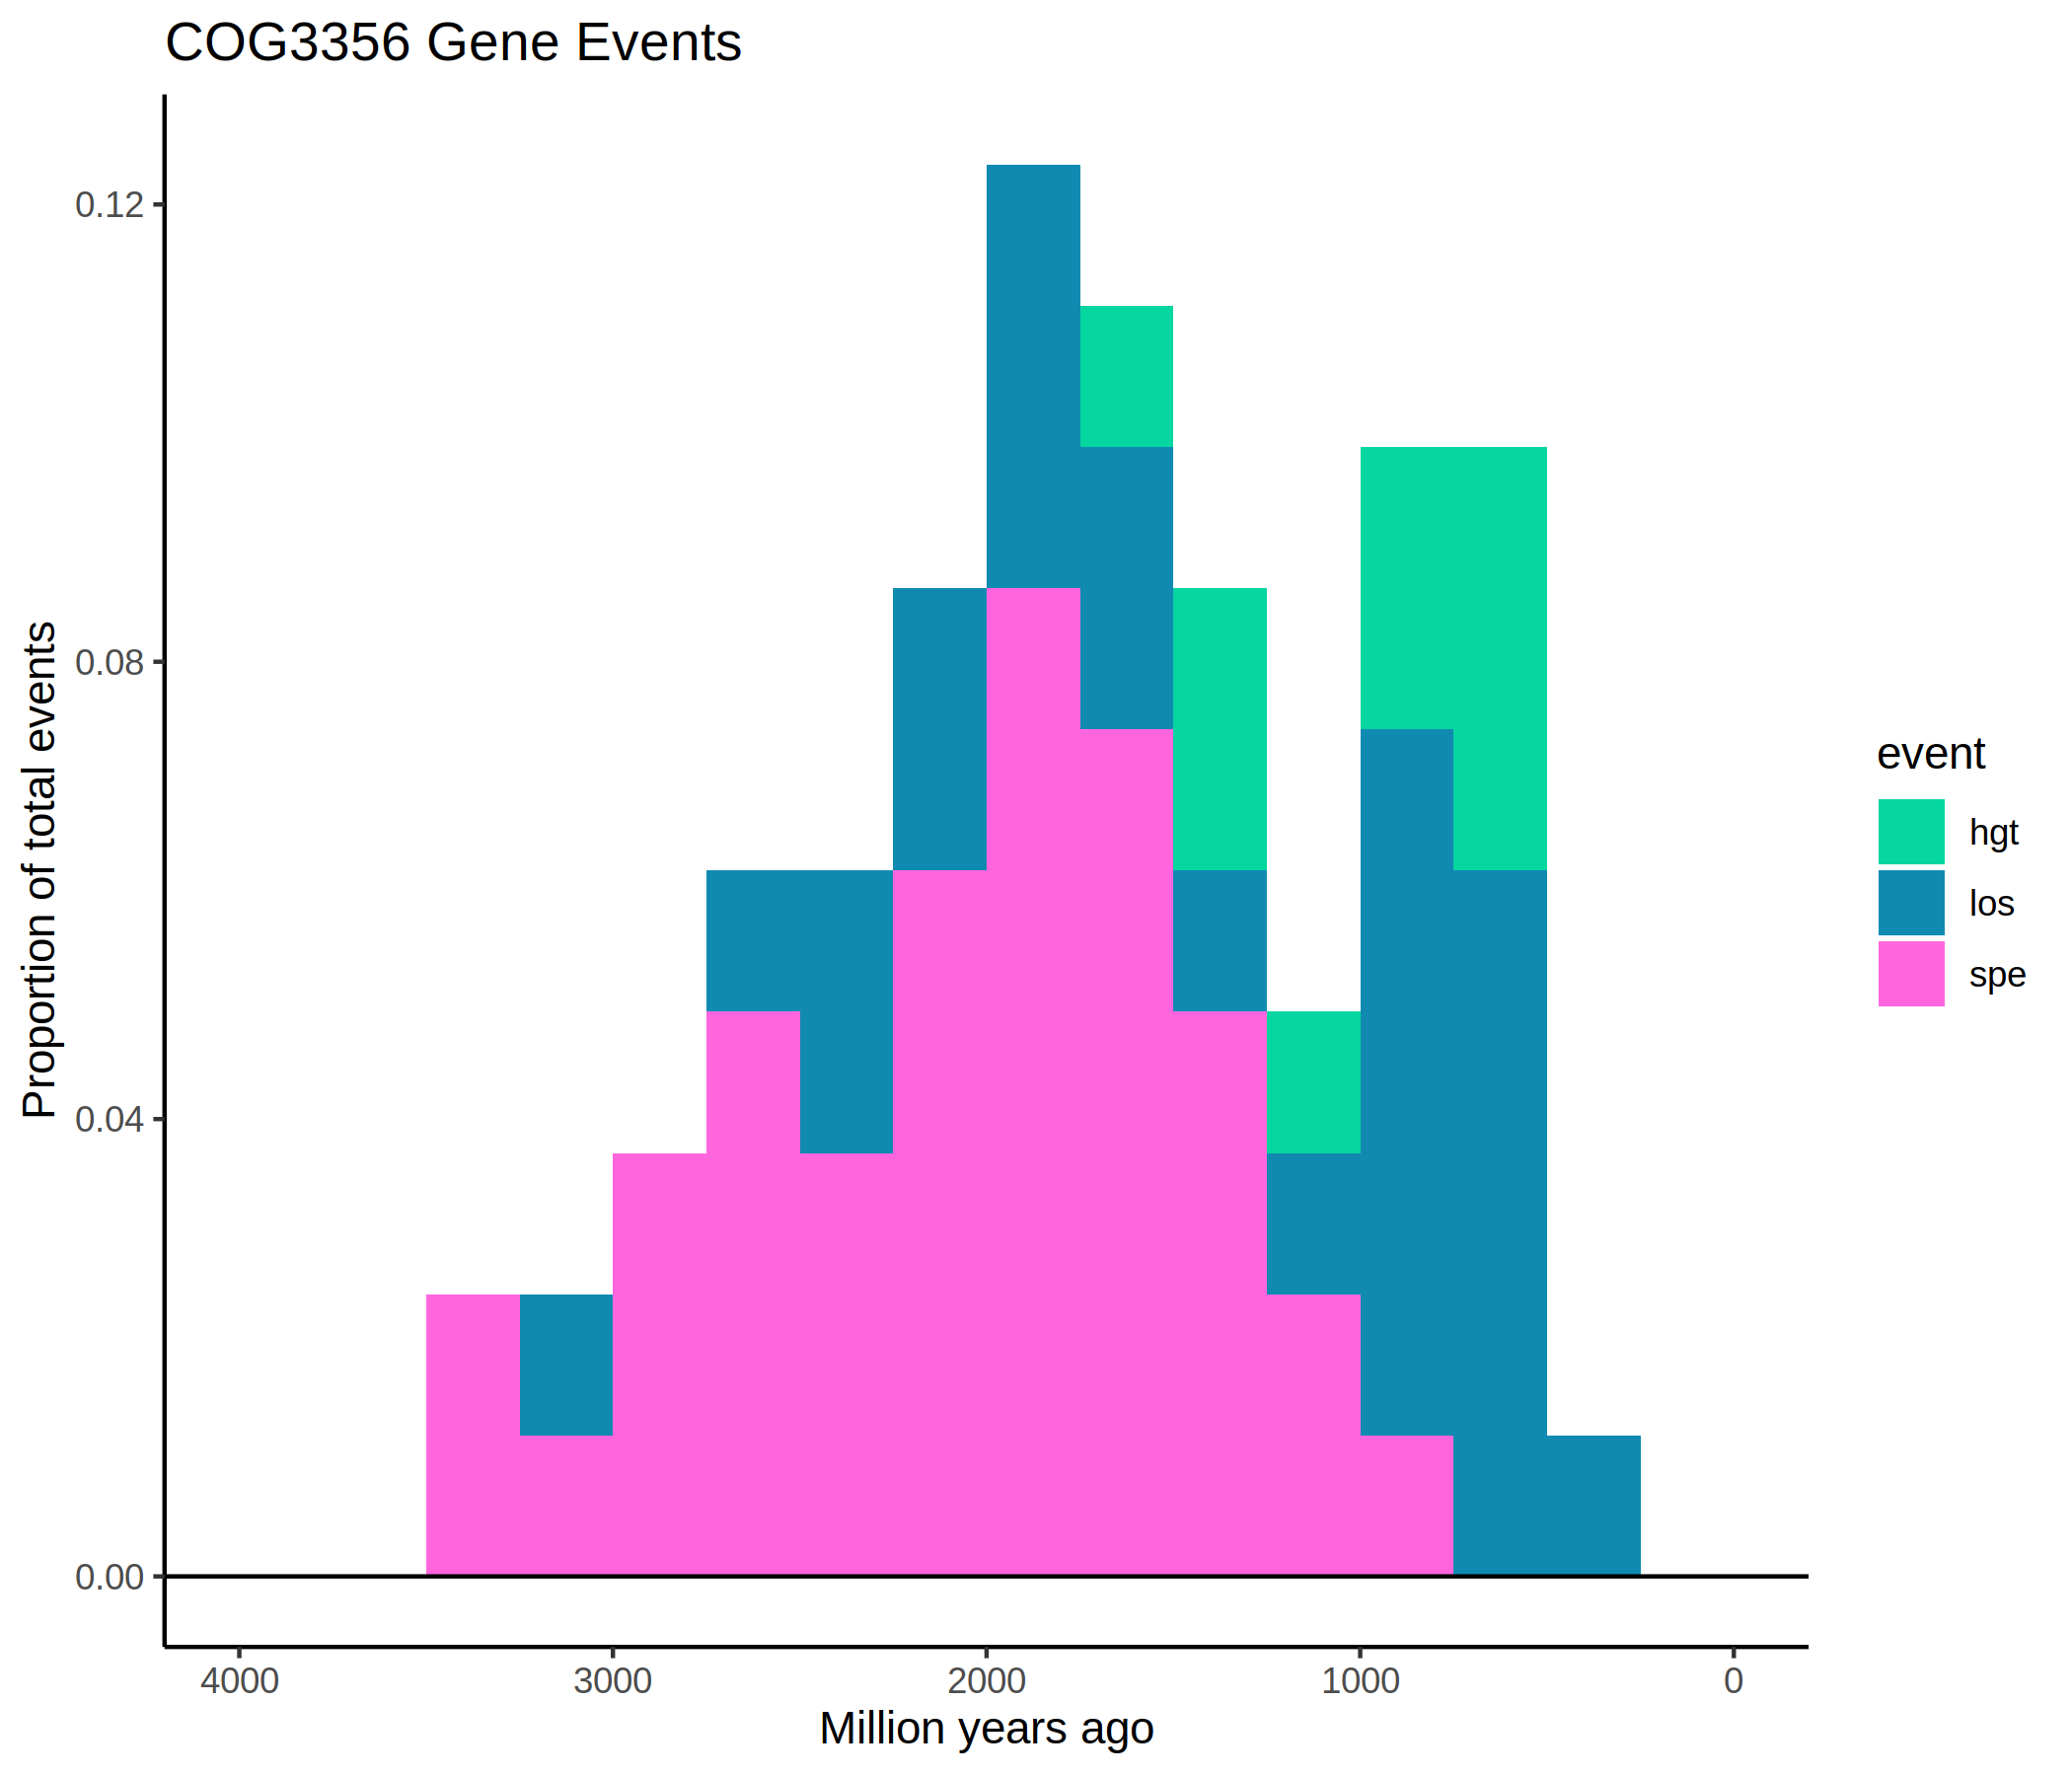 COG3356 Gene Events
Proportion of total events
0.12
0.08
0.04
0.00
4000 3000 2000 1000 0
Million years ago
event
hgt
los
spe